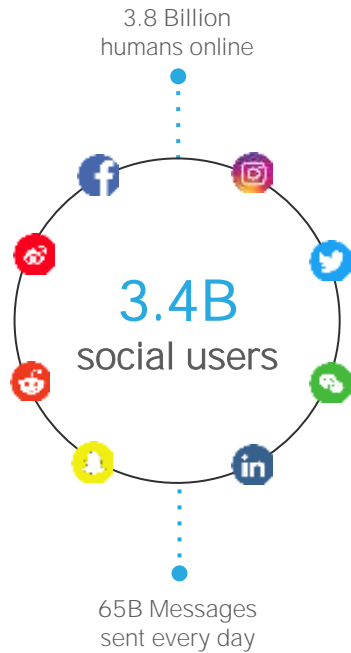 3.8 Billion
humans online
3.4B
social users
65B Messages
sent every day